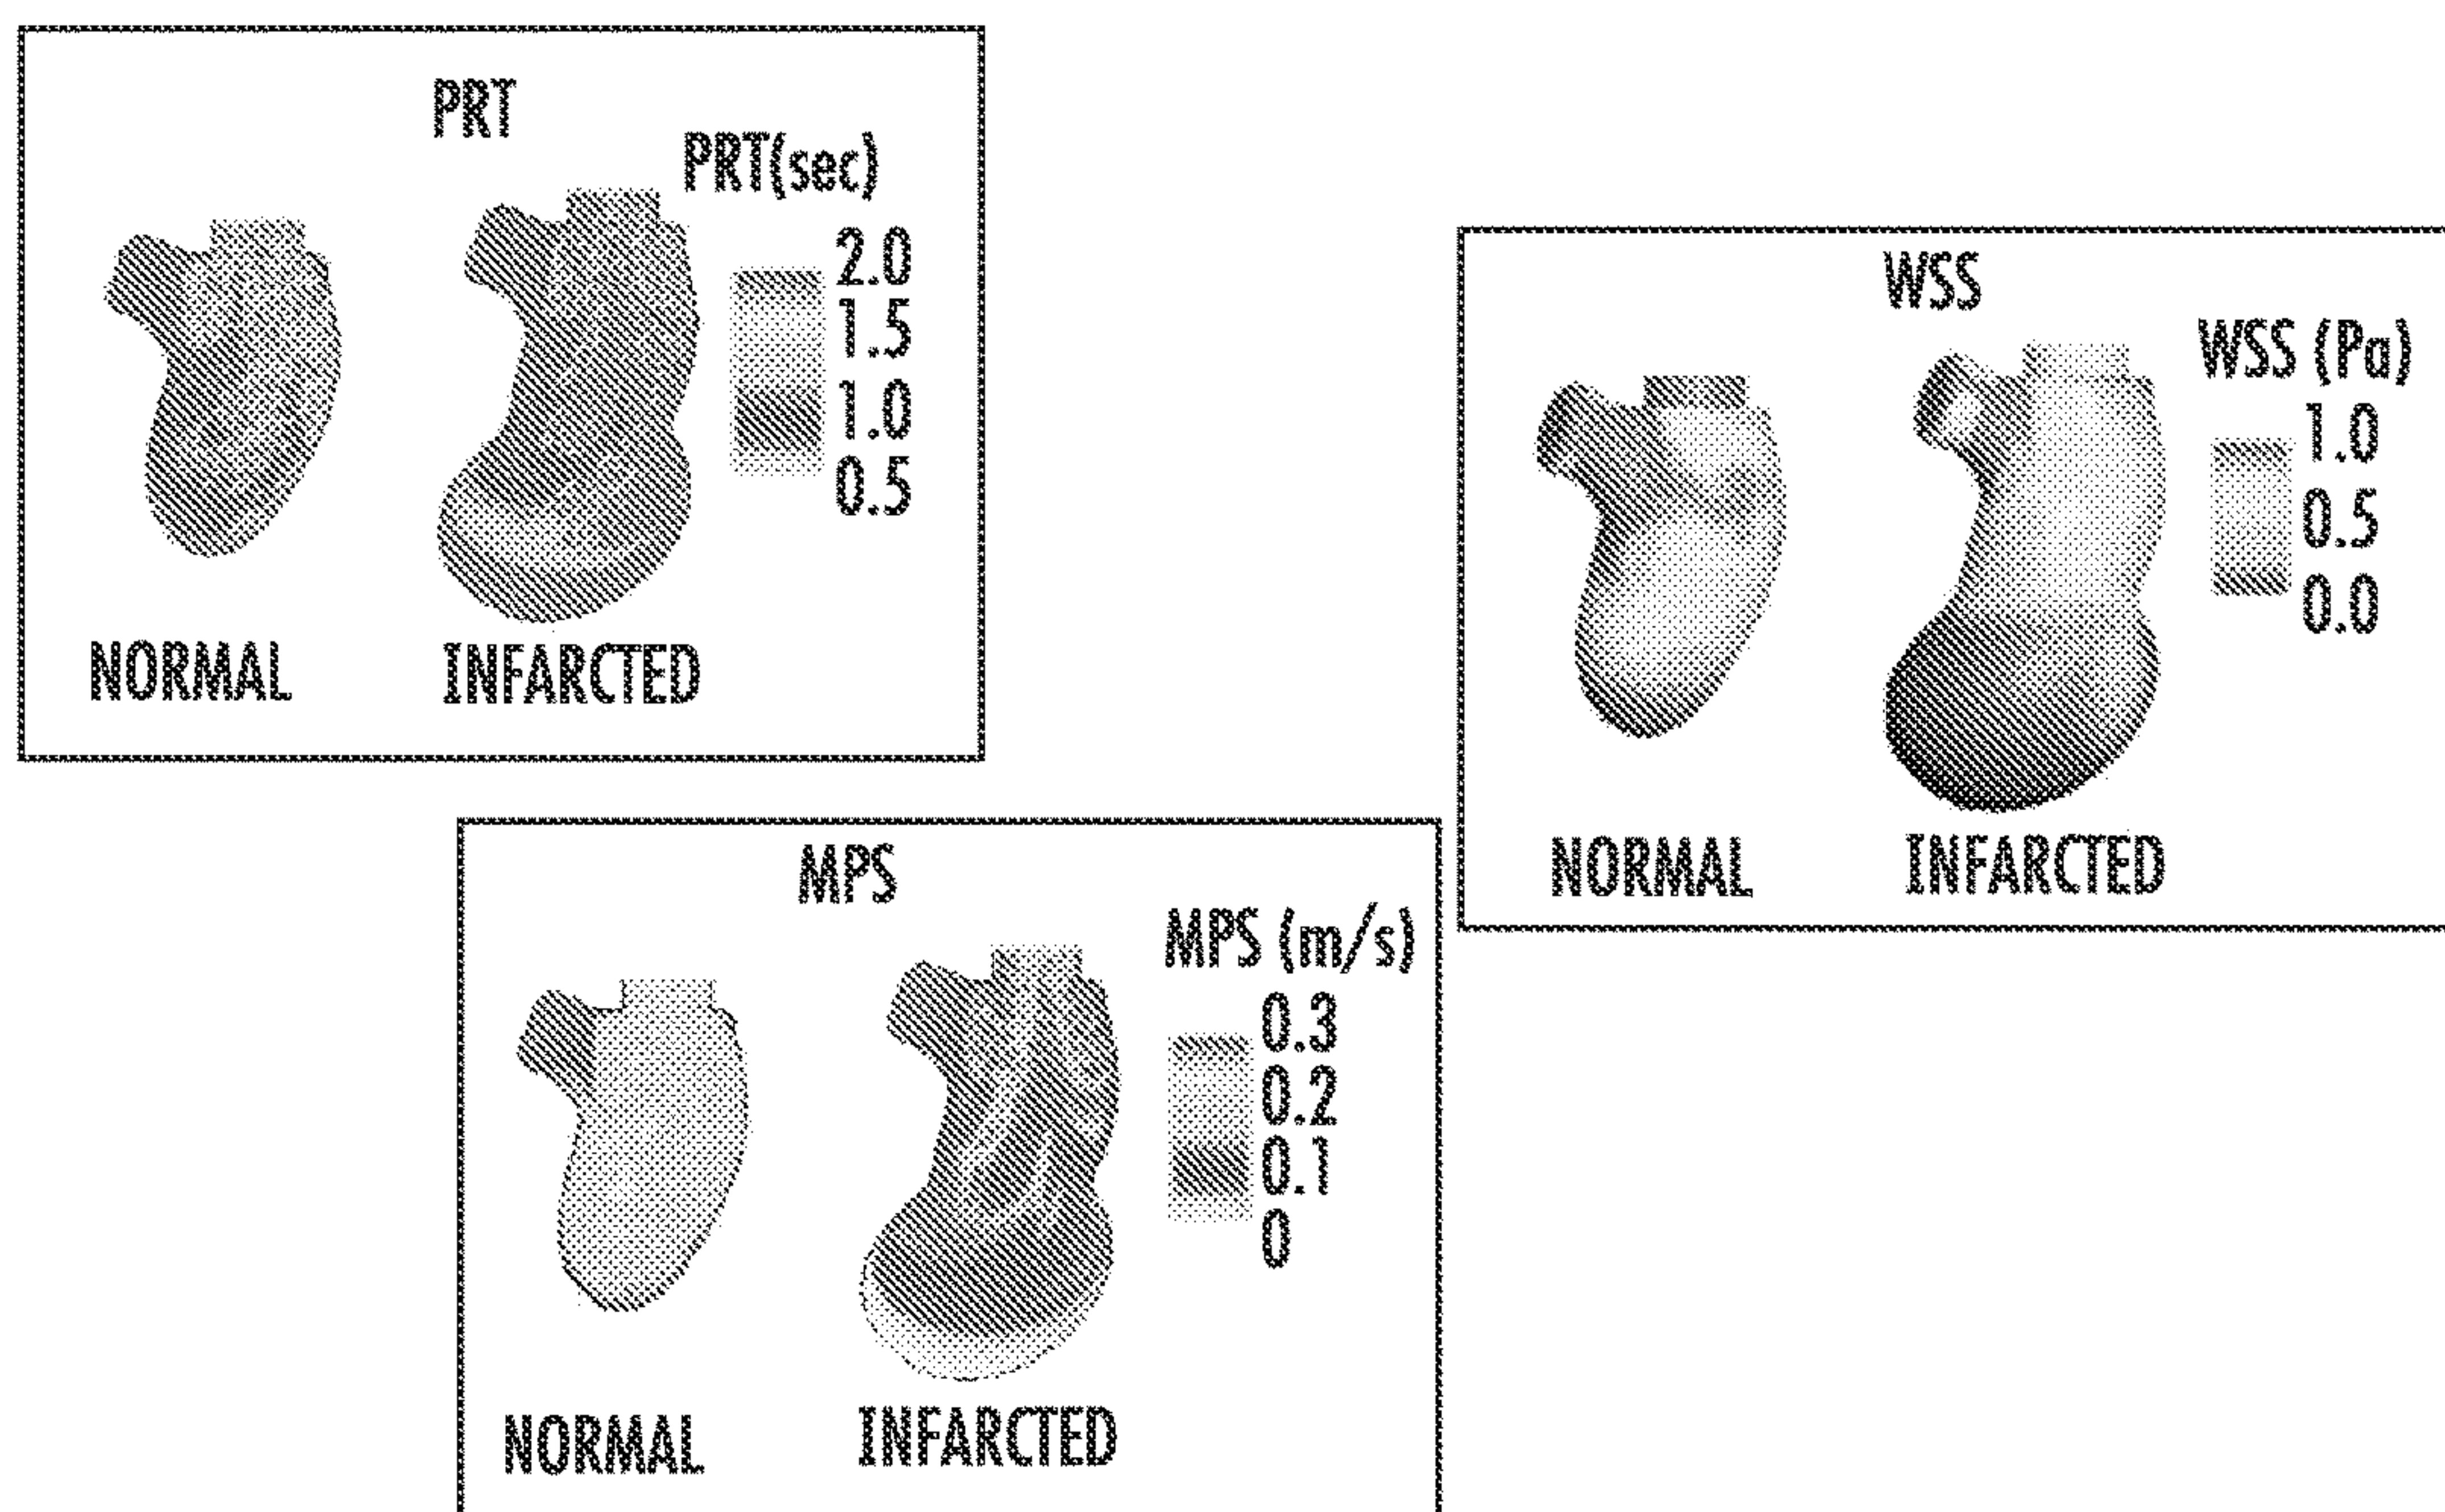 PRT
PRT(sec)
2.0
1.5
1.0
0.5
NORMAL
INFARCTED
WSS
WSS (Pa)
1.0
0.5
0.0
NORMAL
INFARCTED
MPS
MPS (m/s)
0.3
0.2
0.1
0
NORMAL
INFARCTED